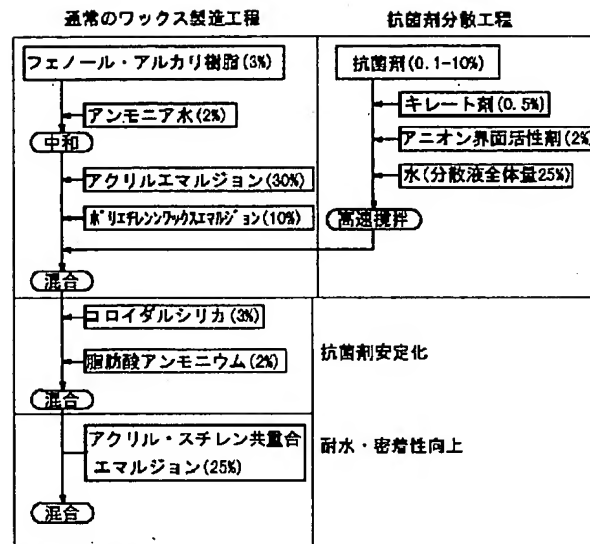 通常のワックス製造工程
抗菌剤分散工程
フェノール・アルカリ樹脂(3%)
アンモニア水(2%)
中和
アクリルエマルジョン(30%)
ポリエチレンワックスエマルジョン(10%)
混合
抗菌剤(0.1-10%)
キレート剤(0.5%)
アニオン界面活性剤(2%)
水(分散液全体量25%)
高速撹拌
コロイダルシリカ(3%)
脂肪酸アンモニウム(2%)
混合
抗菌剤安定化
アクリル・スチレン共重合
エマルジョン(25%)
混合
耐水・密着性向上